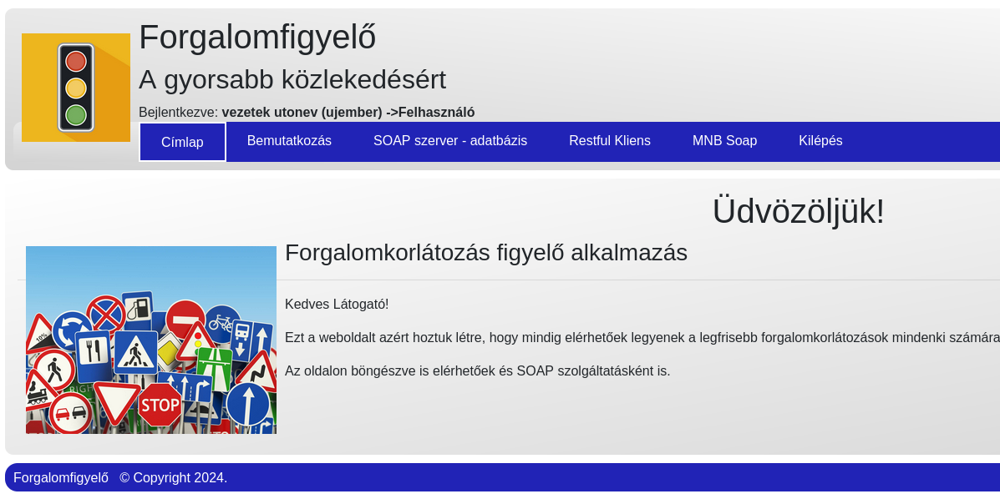 Forgalomfigyelő
A gyorsabb közlekedésért
Bejelentkezve: vezetek utonev (ujember) ->Felhasználó
Címlap Bemutatkozás SOAP szerver - adatbázis Restful Kliens MNB Soap Kilépés
Üdvözöljük!
Forgalomkorlátozás figyelő alkalmazás
Kedves Látogató!
Ezt a weboldalt azért hoztuk létre, hogy mindig elérhetőek legyenek a legfrisebb forgalomkorlátozások mindenki számára
Az oldalon böngészve is elérhetőek és SOAP szolgáltatásként is.
10%
RIGH
STOP
Forgalomfigyelő © Copyright 2024.